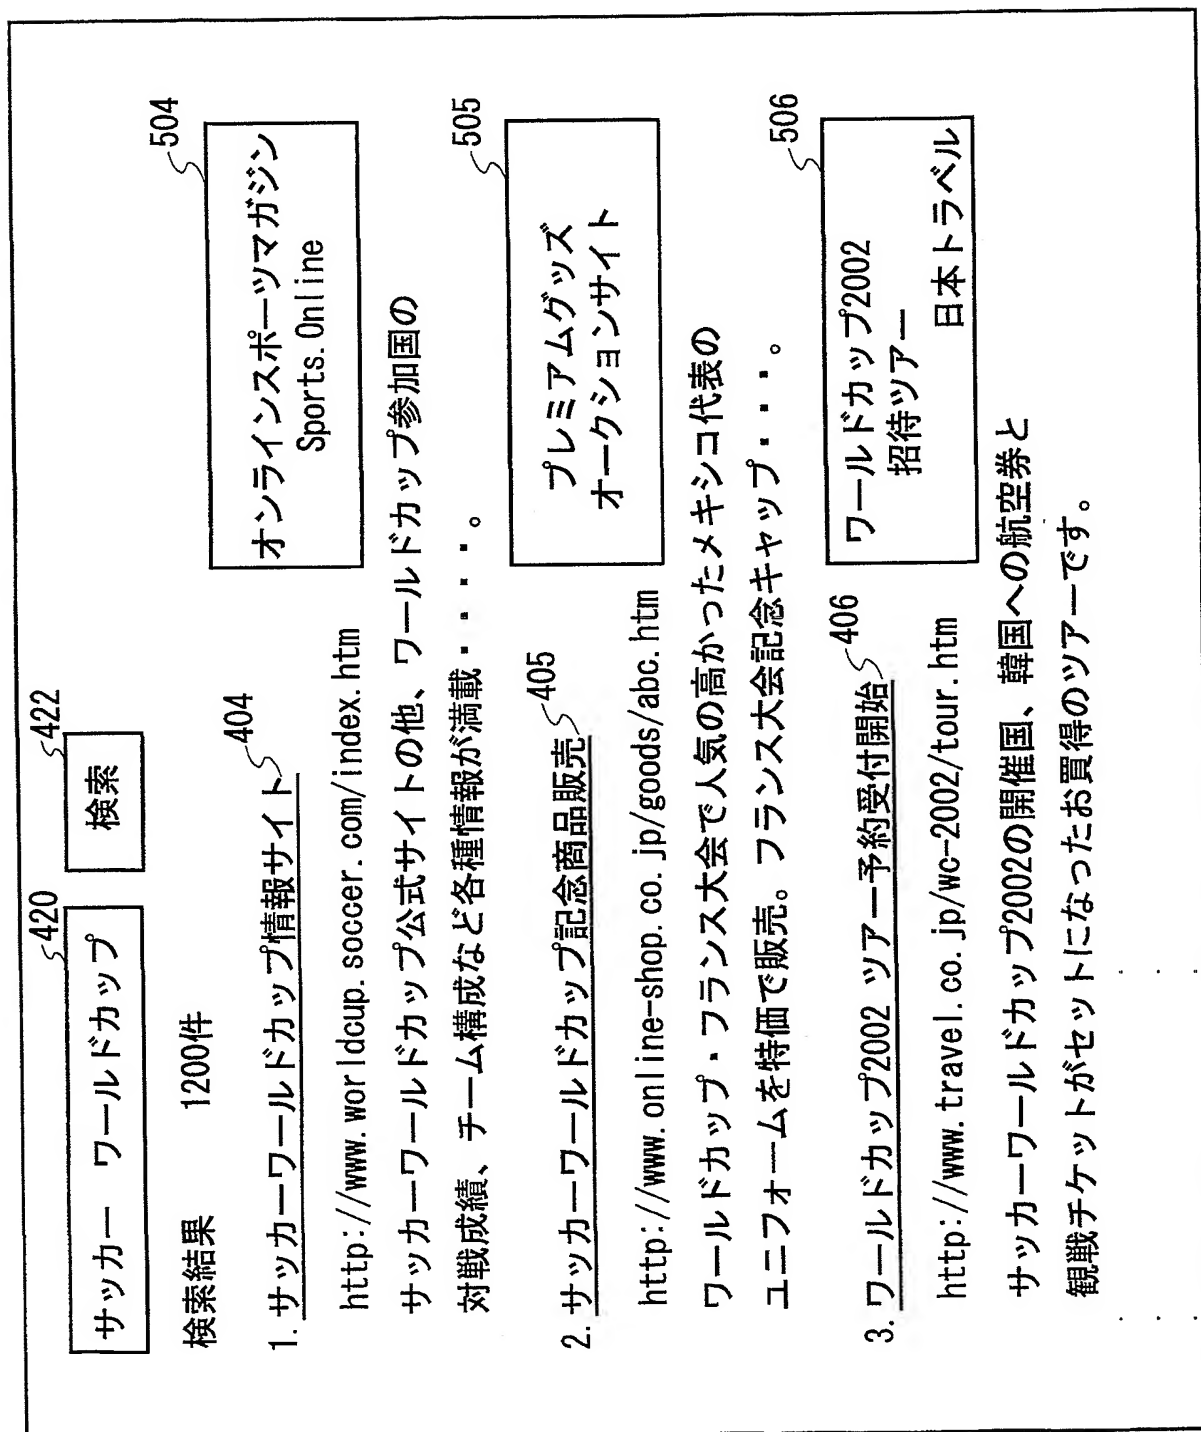 420
422
サッカー ワールドカップ
検索
検索結果 1200件
504
1. サッカーワールドカップ情報サイト
404
オンラインスポーツマガジン
Sports.Online
http://www.worldcup.soccer.com/index.htm
サッカーワールドカップ公式サイトの他、ワールドカップ参加国の
対戦成績、チーム構成など各種情報が満載・・・・。
505
2. サッカーワールドカップ記念商品販売
405
プレミアムグッズ
オークションサイト
http://www.online-shop.co.jp/goods/abc.htm
ワールドカップ・フランス大会で人気の高かったメキシコ代表の
ユニフォームを特価で販売。フランス大会記念キャップ・・・・。
506
3. ワールドカップ2002 ツアー予約受付開始
406
ワールドカップ2002
招待ツアー
日本トラベル
http://www.travel.co.jp/wc-2002/tour.htm
サッカーワールドカップ2002の開催国、韓国への航空券と
観戦チケットがセットになったお買得のツアーです。